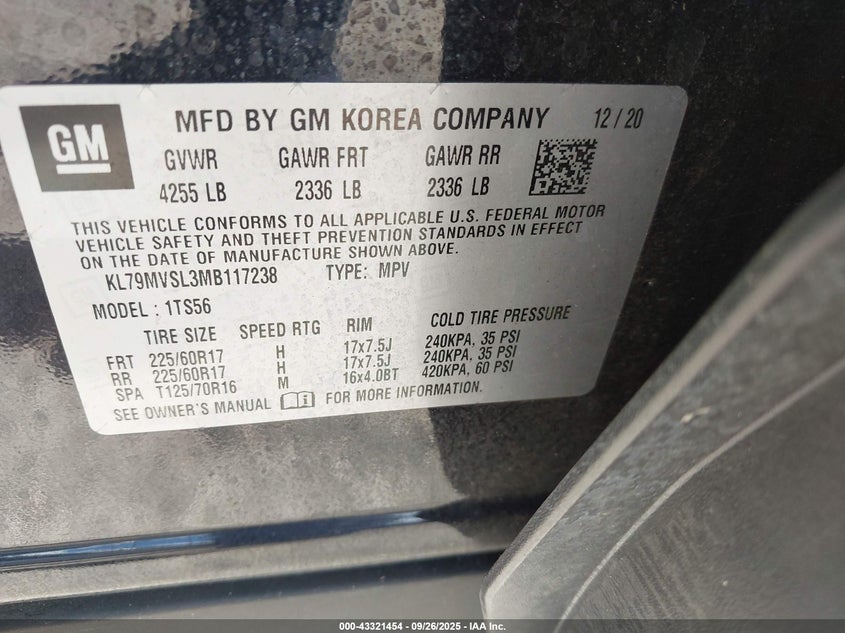 GM
MFD BY GM KOREA COMPANY 12/20
GVWR GAWR FRT GAWR RR
4255 LB 2336 LB 2336 LB
THIS VEHICLE CONFORMS TO ALL APPLICABLE U.S. FEDERAL MOTOR
VEHICLE SAFETY AND THEFT PREVENTION STANDARDS IN EFFECT
ON THE DATE OF MANUFACTURE SHOWN ABOVE.
KL79MVSL3MB117238 TYPE: MPV
MODEL : 1TS56
TIRE SIZE SPEED RTG RIM COLD TIRE PRESSURE
FRT 225/60R17 H 17x7.5J 240KPA, 35 PSI
RR 225/60R17 H 17x7.5J 240KPA, 35 PSI
SPA T125/70R16 M 16x4.0BT 420KPA, 60 PSI
SEE OWNER'S MANUAL FOR MORE INFORMATION.
000-43321454 - 09/26/2025 - IAA Inc.